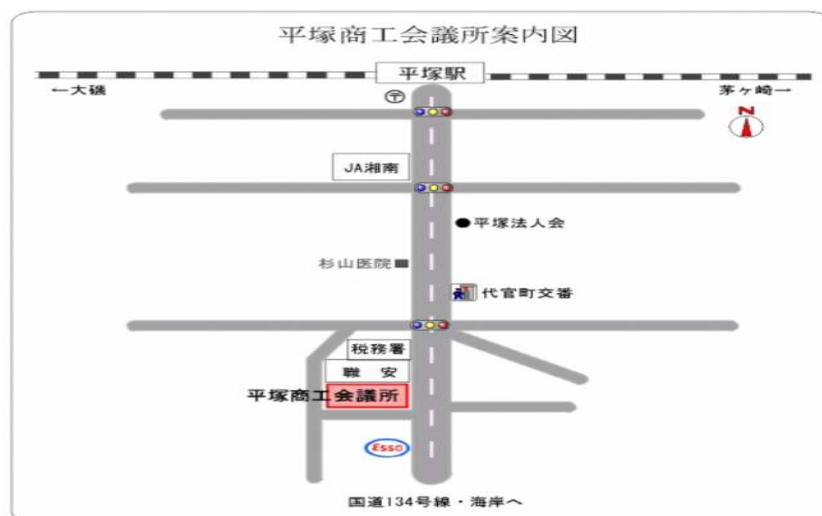 平塚商工会議所案内図
平塚駅
←大磯
茅ヶ崎→
〒
N
JA湘南
平塚法人会
杉山医院
代官町交番
税務署
職 安
平塚商工会議所
Esso
国道134号線・海岸へ